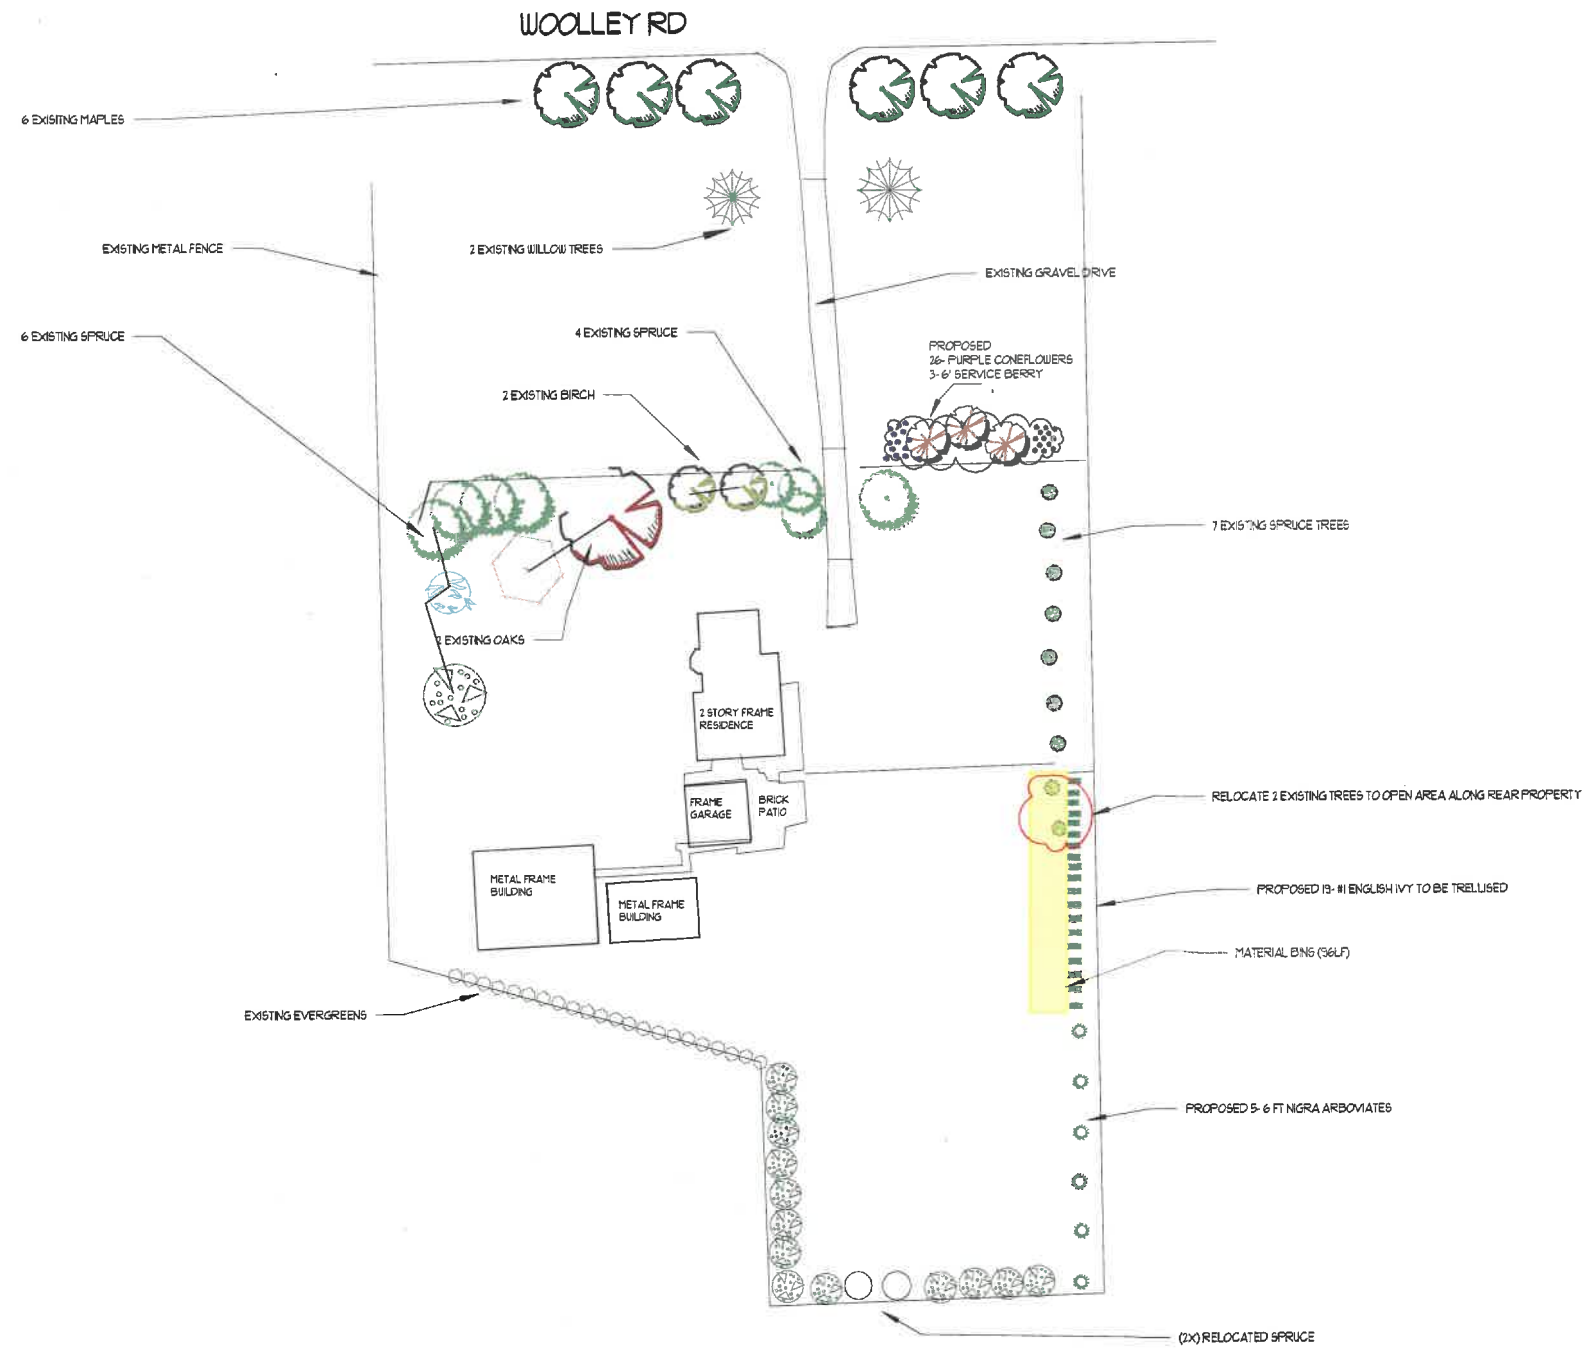 WOOLLEY RD
6 EXISITNG MAPLES
EXISTING METAL FENCE
2 EXISTING WILLOW TREES
EXISTING GRAVEL DRIVE
6 EXISTING SPRUCE
4 EXISTING SPRUCE
PROPOSED
26- PURPLE CONEFLOWERS
3- 6' SERVICE BERRY
2 EXISTING BIRCH
7 EXISTING SPRUCE TREES
2 EXISTING OAKS
2 STORY FRAME
RESIDENCE
FRAME
GARAGE
BRICK
PATIO
RELOCATE 2 EXISTING TREES TO OPEN AREA ALONG REAR PROPERTY
METAL FRAME
BUILDING
METAL FRAME
BUILDING
PROPOSED 19- #1 ENGLISH IVY TO BE TRELLISED
MATERIAL BINS (96LF)
EXISTING EVERGREENS
PROPOSED 5- 6 FT NIGRA ARBOVIATES
(2X) RELOCATED SPRUCE